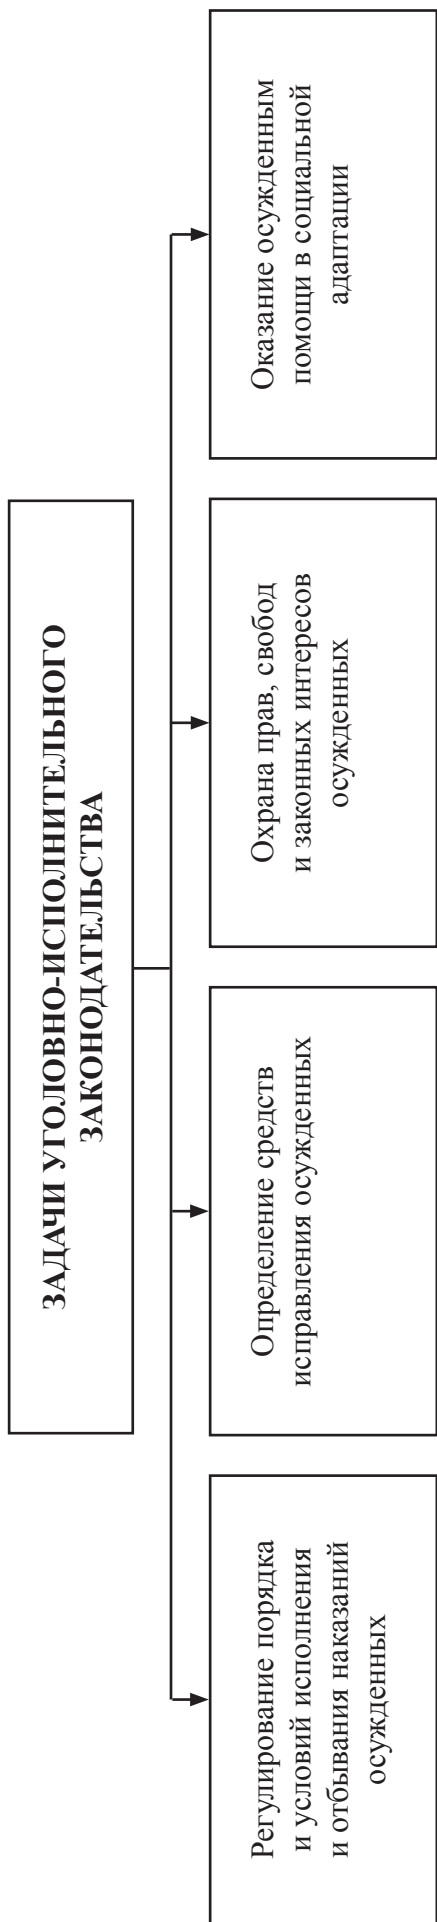 ЗАДАЧИ УГОЛОВНО-ИСПОЛНИТЕЛЬНОГО
ЗАКОНОДАТЕЛЬСТВА
Регулирование порядка
и условий исполнения
и отбывания наказаний
осужденных
Определение средств
исправления осужденных
Охрана прав, свобод
и законных интересов
осужденных
Оказание осужденным
помощи в социальной
адаптации